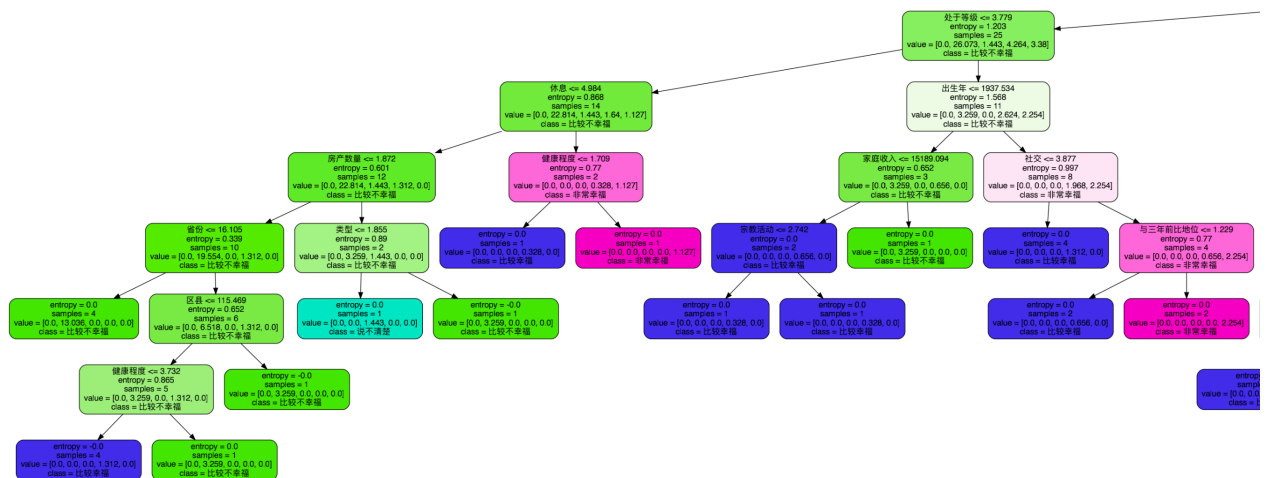 处于等级 <= 3.779
entropy = 1.203
samples = 25
value = [0.0, 26.073, 1.443, 4.264, 3.38]
class = 比较不幸福
休息 <= 4.984
entropy = 0.868
samples = 14
value = [0.0, 22.814, 1.443, 1.64, 1.127]
class = 比较不幸福
出生年 <= 1937.534
entropy = 1.568
samples = 11
value = [0.0, 3.259, 0.0, 2.624, 2.254]
class = 比较不幸福
房产数量 <= 1.872
entropy = 0.601
samples = 12
value = [0.0, 22.814, 1.443, 1.312, 0.0]
class = 比较不幸福
健康程度 <= 1.709
entropy = 0.77
samples = 2
value = [0.0, 0.0, 0.0, 0.328, 1.127]
class = 非常幸福
家庭收入 <= 15189.094
entropy = 0.652
samples = 3
value = [0.0, 3.259, 0.0, 0.656, 0.0]
class = 比较不幸福
社交 <= 3.877
entropy = 0.997
samples = 8
value = [0.0, 0.0, 0.0, 1.968, 2.254]
class = 非常幸福
省份 <= 16.105
entropy = 0.339
samples = 10
value = [0.0, 19.554, 0.0, 1.312, 0.0]
class = 比较不幸福
类型 <= 1.855
entropy = 0.89
samples = 2
value = [0.0, 3.259, 1.443, 0.0, 0.0]
class = 比较不幸福
entropy = 0.0
samples = 1
value = [0.0, 0.0, 0.0, 0.328, 0.0]
class = 比较幸福
entropy = 0.0
samples = 1
value = [0.0, 0.0, 0.0, 0.0, 1.127]
class = 非常幸福
宗教活动 <= 2.742
entropy = 0.0
samples = 2
value = [0.0, 0.0, 0.0, 0.656, 0.0]
class = 比较幸福
entropy = 0.0
samples = 1
value = [0.0, 3.259, 0.0, 0.0, 0.0]
class = 比较不幸福
entropy = 0.0
samples = 4
value = [0.0, 0.0, 0.0, 1.312, 0.0]
class = 比较幸福
与三年前比地位 <= 1.229
entropy = 0.77
samples = 4
value = [0.0, 0.0, 0.0, 0.656, 2.254]
class = 非常幸福
entropy = 0.0
samples = 4
value = [0.0, 13.036, 0.0, 0.0, 0.0]
class = 比较不幸福
区县 <= 115.469
entropy = 0.652
samples = 6
value = [0.0, 6.518, 0.0, 1.312, 0.0]
class = 比较不幸福
entropy = 0.0
samples = 1
value = [0.0, 0.0, 1.443, 0.0, 0.0]
class = 说不清楚
entropy = -0.0
samples = 1
value = [0.0, 3.259, 0.0, 0.0, 0.0]
class = 比较不幸福
entropy = 0.0
samples = 1
value = [0.0, 0.0, 0.0, 0.328, 0.0]
class = 比较幸福
entropy = 0.0
samples = 1
value = [0.0, 0.0, 0.0, 0.328, 0.0]
class = 比较幸福
entropy = 0.0
samples = 2
value = [0.0, 0.0, 0.0, 0.656, 0.0]
class = 比较幸福
entropy = 0.0
samples = 2
value = [0.0, 0.0, 0.0, 0.0, 2.254]
class = 非常幸福
健康程度 <= 3.732
entropy = 0.865
samples = 5
value = [0.0, 3.259, 0.0, 1.312, 0.0]
class = 比较不幸福
entropy = -0.0
samples = 1
value = [0.0, 3.259, 0.0, 0.0, 0.0]
class = 比较不幸福
value = [0.0, 0.
class =
entropy = -0.0
samples = 4
value = [0.0, 0.0, 0.0, 1.312, 0.0]
class = 比较幸福
entropy = 0.0
samples = 1
value = [0.0, 3.259, 0.0, 0.0, 0.0]
class = 比较不幸福